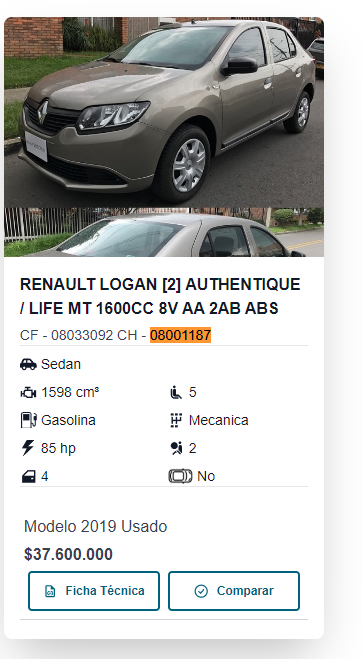 RENAULT LOGAN [2] AUTHENTIQUE
/ LIFE MT 1600CC 8V AA 2AB ABS
CF - 08033092 CH - 08001187
Sedan
1598 cm³ 5
Gasolina Mecanica
85 hp 2
4 No
Modelo 2019 Usado
$37.600.000
Ficha Técnica Comparar